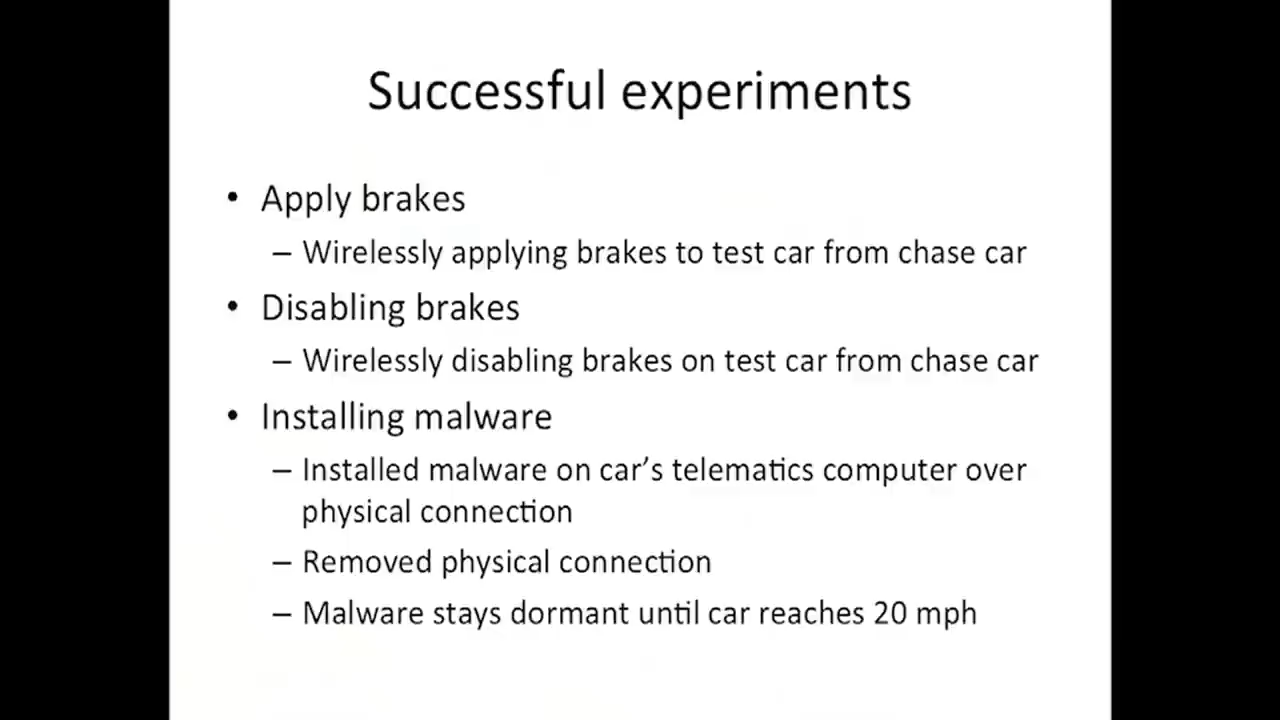 Successful experiments
• Apply brakes
– Wirelessly applying brakes to test car from chase car
• Disabling brakes
– Wirelessly disabling brakes on test car from chase car
• Installing malware
– Installed malware on car’s telematics computer over
physical connection
– Removed physical connection
– Malware stays dormant until car reaches 20 mph